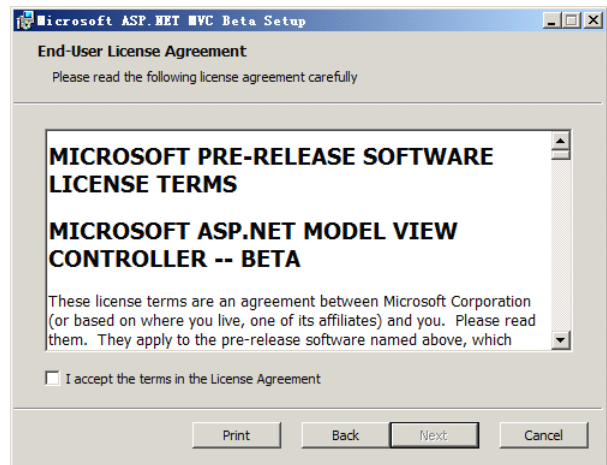 Microsoft ASP.NET MVC Beta Setup
End-User License Agreement
Please read the following license agreement carefully
MICROSOFT PRE-RELEASE SOFTWARE
LICENSE TERMS
MICROSOFT ASP.NET MODEL VIEW
CONTROLLER -- BETA
These license terms are an agreement between Microsoft Corporation
(or based on where you live, one of its affiliates) and you.  Please read
them.  They apply to the pre-release software named above, which
I accept the terms in the License Agreement
Print Back Next Cancel